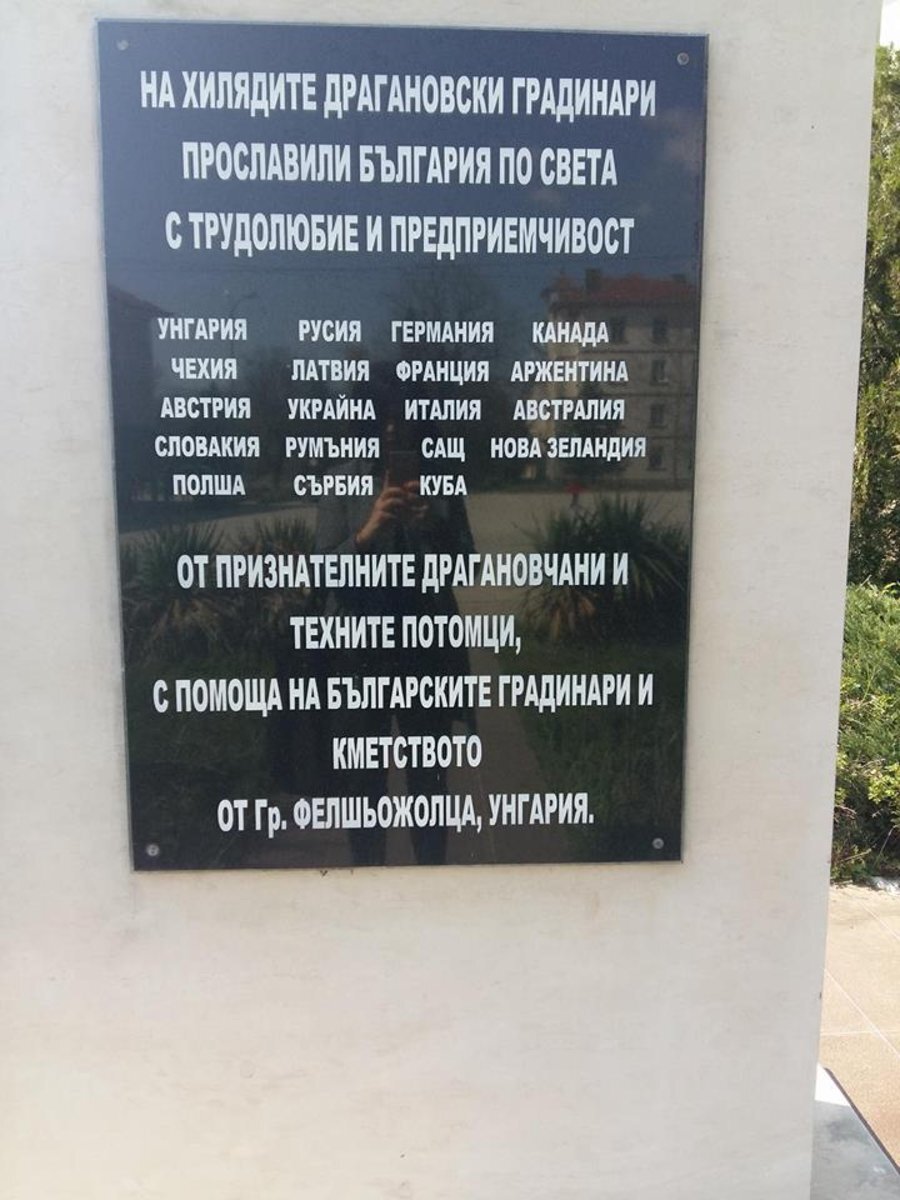 НА ХИЛЯДИТЕ ДРАГАНОВСКИ ГРАДИНАРИ
ПРОСЛАВИЛИ БЪЛГАРИЯ ПО СВЕТА
С ТРУДОЛЮБИЕ И ПРЕДПРИЕМЧИВОСТ
УНГАРИЯ РУСИЯ ГЕРМАНИЯ КАНАДА
ЧЕХИЯ ЛАТВИЯ ФРАНЦИЯ АРЖЕНТИНА
АВСТРИЯ УКРАЙНА ИТАЛИЯ АВСТРАЛИЯ
СЛОВАКИЯ РУМЪНИЯ САЩ НОВА ЗЕЛАНДИЯ
ПОЛША СЪРБИЯ КУБА
ОТ ПРИЗНАТЕЛНИТЕ ДРАГАНОВЧАНИ И
ТЕХНИТЕ ПОТОМЦИ,
С ПОМОЩА НА БЪЛГАРСКИТЕ ГРАДИНАРИ И
КМЕТСТВОТО
ОТ Гр. ФЕЛШЬОЖОЛЦА, УНГАРИЯ.